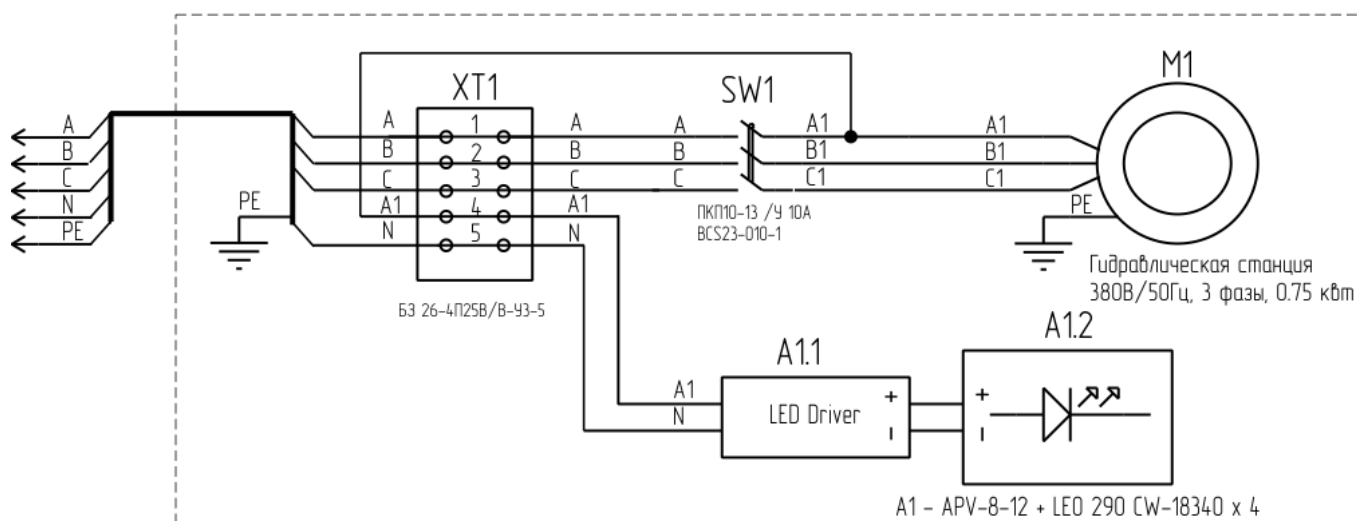 M1
XT1
SW1
A
A
1
A
A
A1
A1
B
B
2
B
B
B1
B1
C
C
3
C
C
C1
C1
N
PE
A1
4
A1
PE
PE
N
5
N
ПКП10-13 /У 10А
BCS23-010-1
Гидравлическая станция
380В/50Гц, 3 фазы, 0.75 кВт
БЗ 26-4П25В/В-У3-5
A1.1
A1.2
A1
N
LED Driver
+
-
+
-
A1 - APV-8-12 + LEO 290 CW-18340 x 4